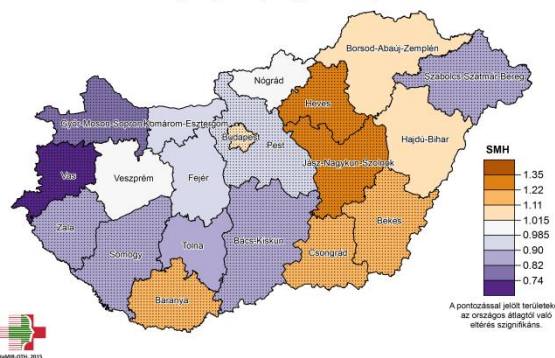 Borsod-Abaúj-Zemplén
Nógrád
Szabolcs-Szatmár-Bereg
Heves
Győr-Moson-Sopron
Komárom-Esztergom
Budapest
Hajdú-Bihar
Pest
Jász-Nagykun-Szolnok
Vas
Veszprém
Fejér
Békés
Zala
Somogy
Tolna
Bács-Kiskun
Csongrád
Baranya
SMH
1.35
1.22
1.11
1.015
0.985
0.90
0.82
0.74
A pontozással jelölt területeke
az országos átlagtól való
eltérés szignifikáns.